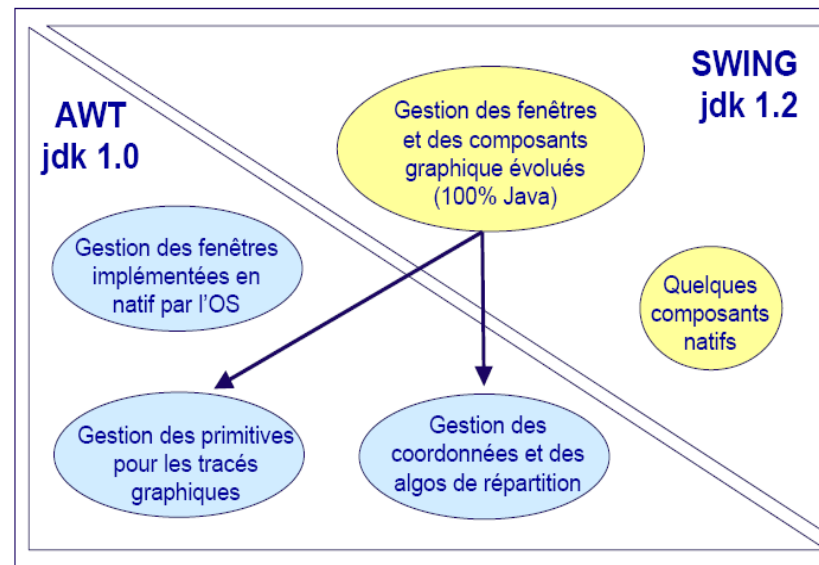 AWT
jdk 1.0
SWING
jdk 1.2
Gestion des fenêtres
et des composants
graphique évolués
(100% Java)
Gestion des fenêtres
implémentées en
natif par l'OS
Quelques
composants
natifs
Gestion des primitives
pour les tracés
graphiques
Gestion des
coordonnées et des
algos de répartition